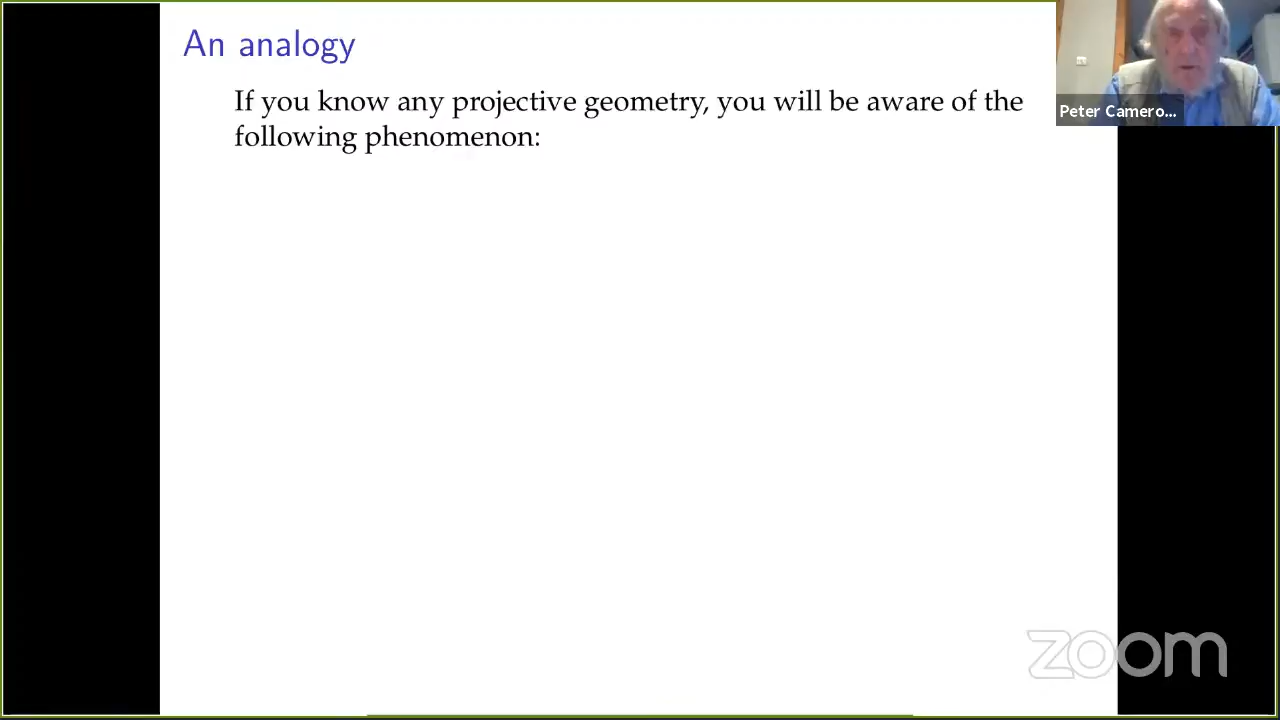 An analogy
If you know any projective geometry, you will be aware of the
following phenomenon:
Peter Camero...
zoom